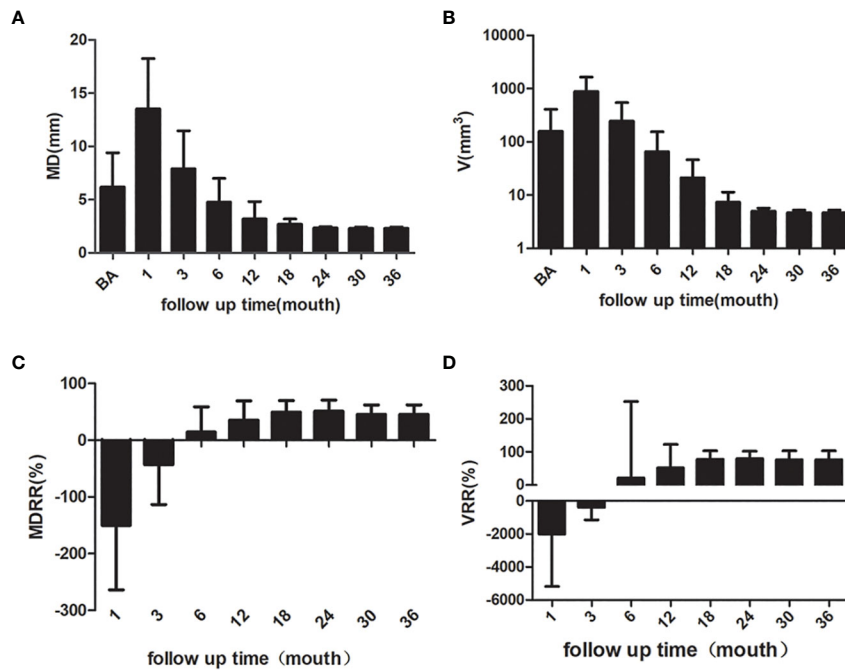 A
20
15
10
5
0
MD(mm)
BA 1 3 6 12 18 24 30 36
follow up time(mouth)
B
10000
1000
100
10
1
V(mm³)
BA 1 3 6 12 18 24 30 36
follow up time(mouth)
C
100
0
-100
-200
-300
MDRR(%)
1 3 6 12 18 24 30 36
follow up time（mouth）
D
300
200
100
0
0
-2000
-4000
-6000
VRR(%)
1 3 6 12 18 24 30 36
follow up time（mouth）